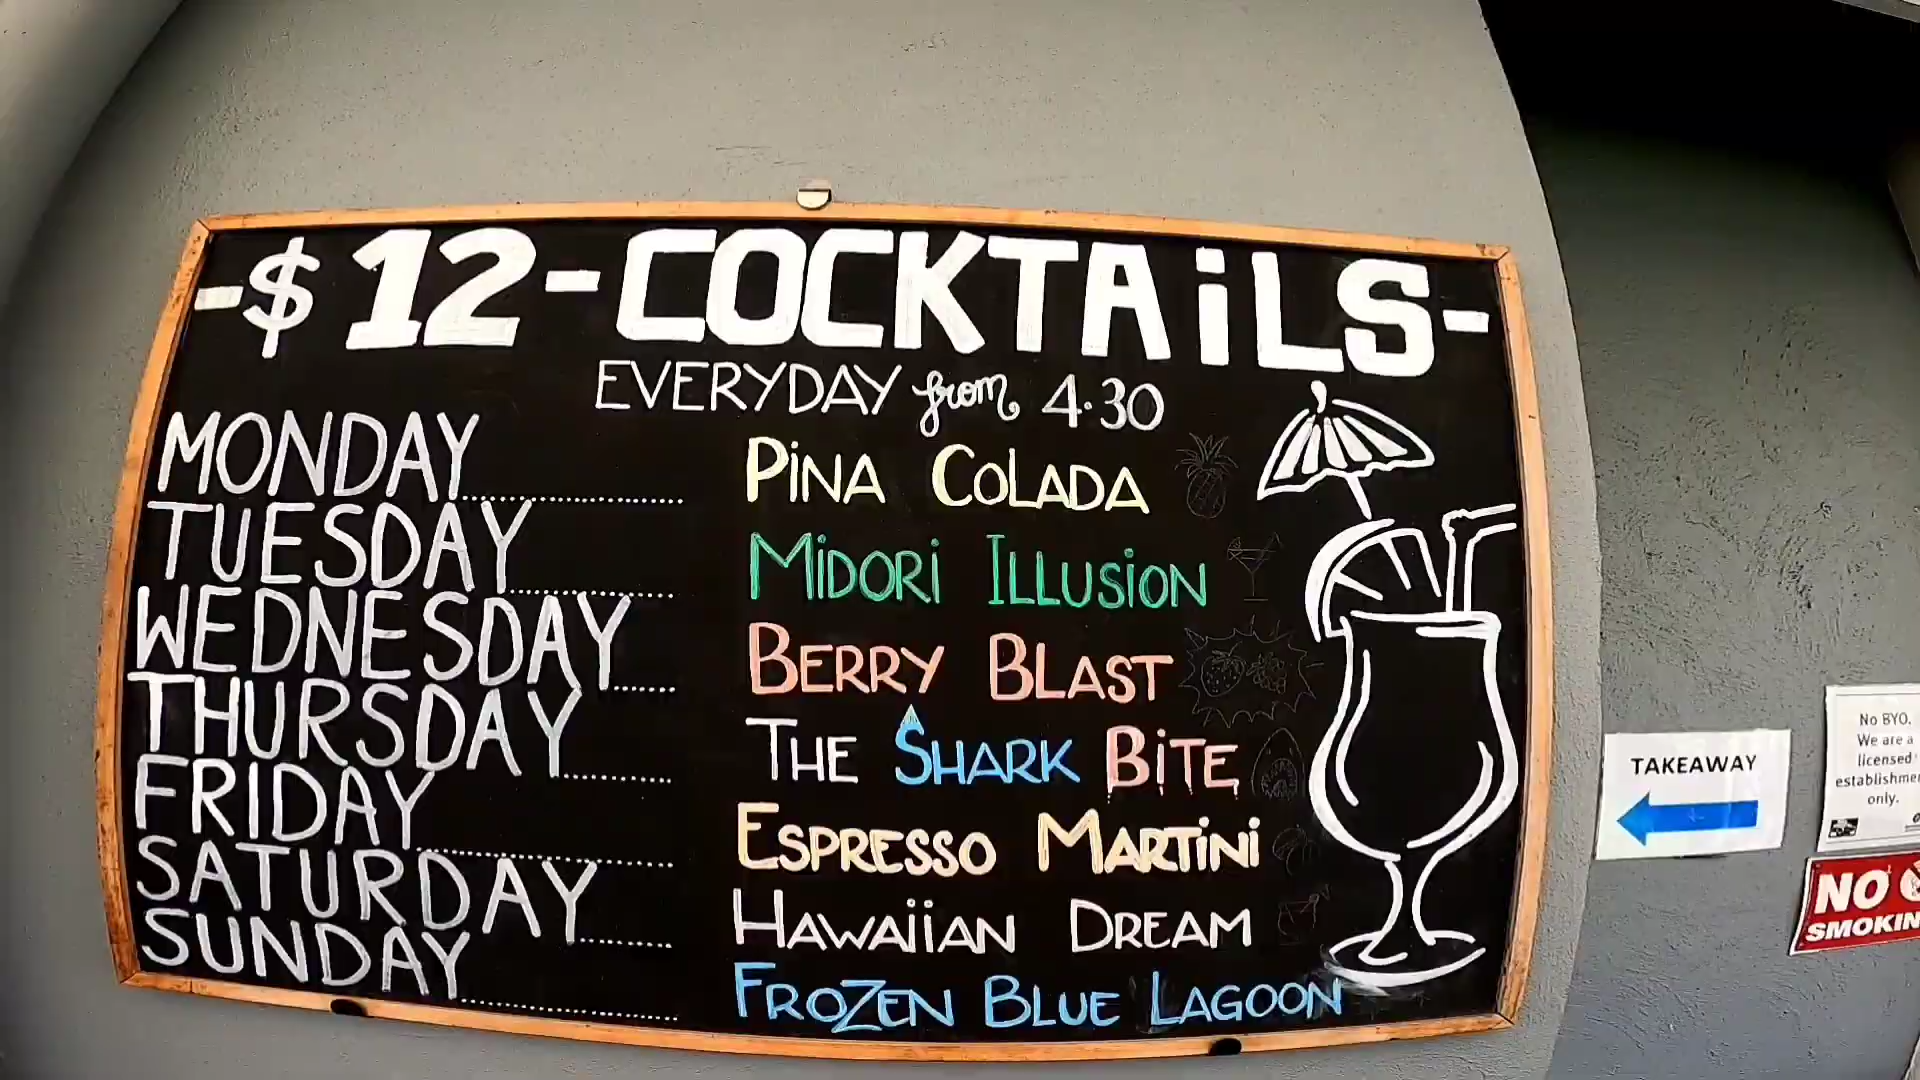 -$12-COCKTAiLS-
EVERYDAY from 4.30
MONDAY.................... PiNA COLADA
TUESDAY............... MiDORi ILLUSiON
WEDNESDAY...... BERRY BLAST
THURSDAY.......... THE SHARK BiTE
FRIDAY....................... ESPRESSO MARTiNi
SATURDAY......... HAWAiiAN DREAM
SUNDAY.................... FROZEN BLUE LAGOON
TAKEAWAY
No BYO.
We are a
licensed
only.
NO